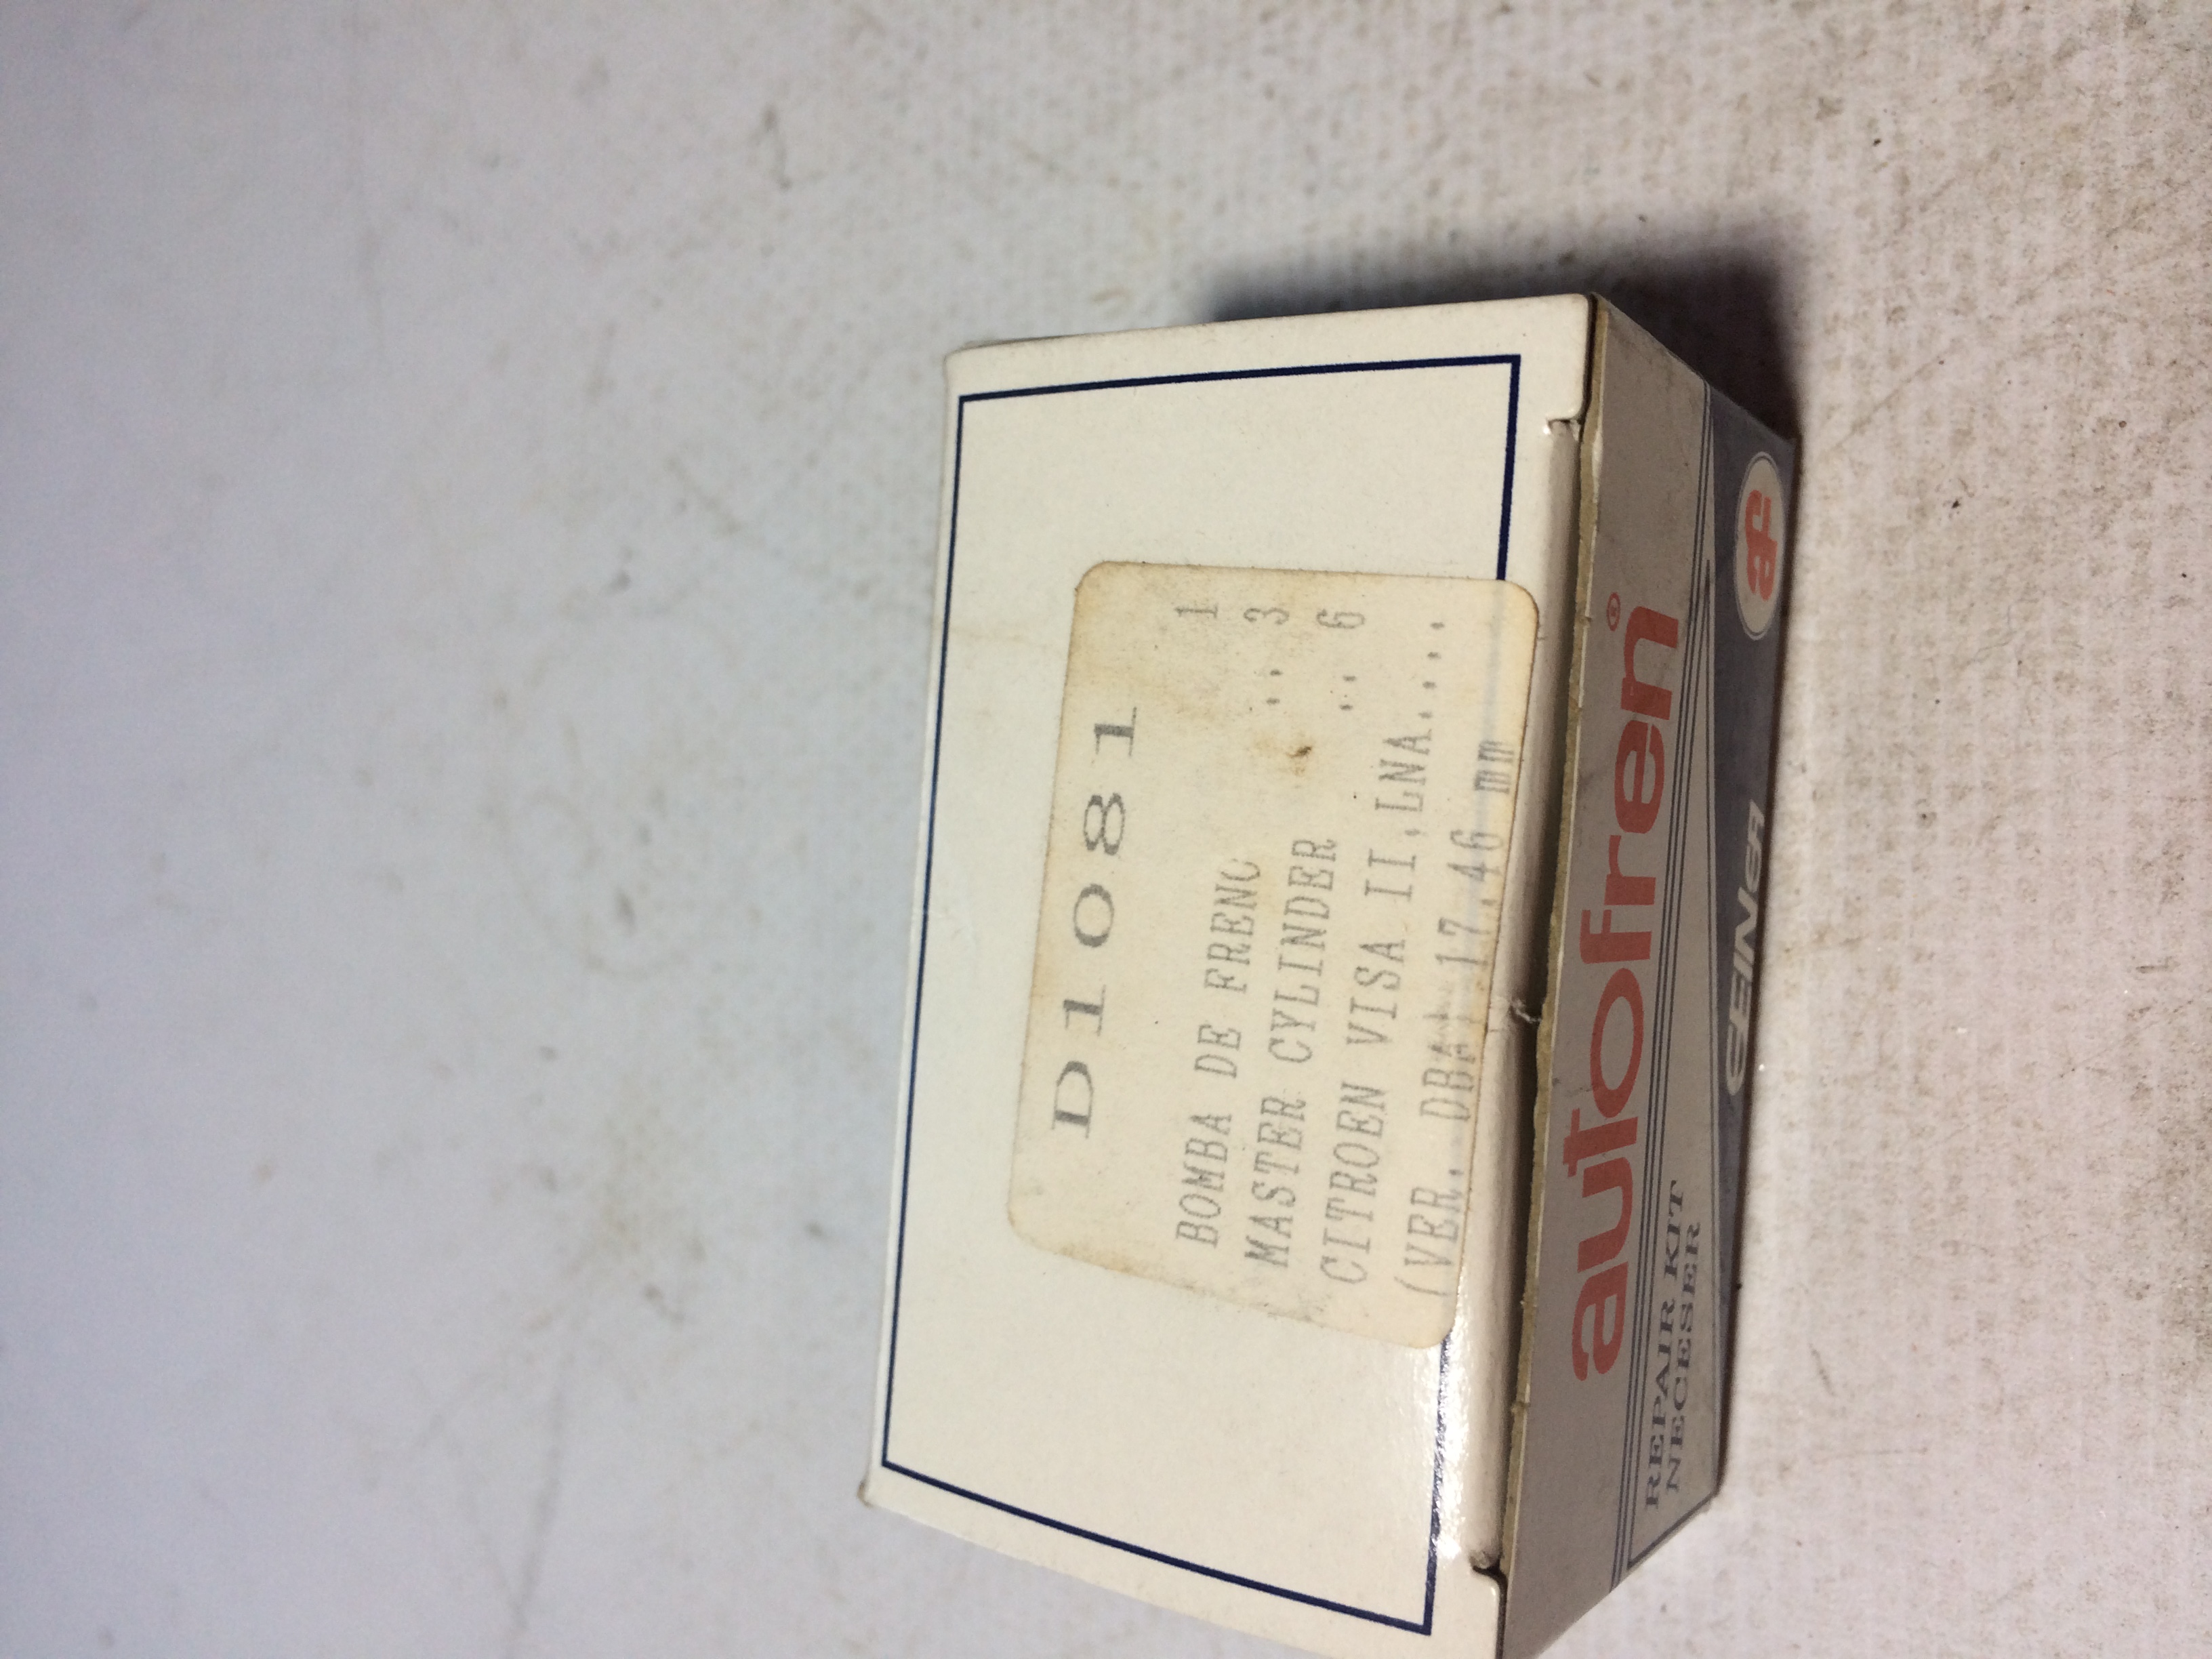 D1081
BOMBA DE FRENO 1
MASTER CYLINDER ... 3
CITROEN VISA II ... 6
(VER. DBA) 17.46 mm
,LNA.....
autofren®
REPAIR KIT
NECESER
SEINSA
af